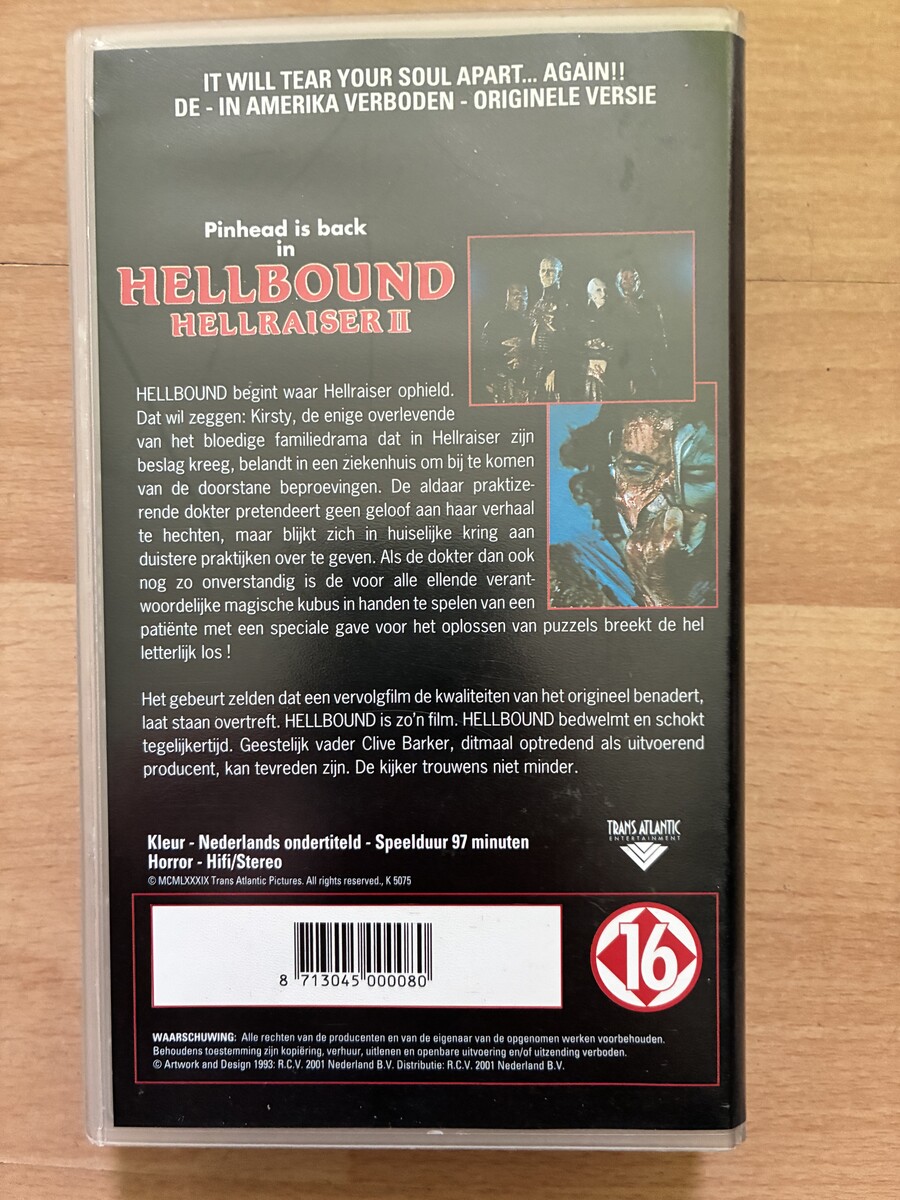 IT WILL TEAR YOUR SOUL APART... AGAIN!!
DE - IN AMERIKA VERBODEN - ORIGINELE VERSIE
Pinhead is back
in
HELLBOUND
HELLRAISER II
HELLBOUND begint waar Hellraiser ophield.
Dat wil zeggen: Kirsty, de enige overlevende
van het bloedige familiedrama dat in Hellraiser zijn
beslag kreeg, belandt in een ziekenhuis om bij te komen
van de doorstane beproevingen. De aldaar praktize-
rende dokter pretendeert geen geloof aan haar verhaal
te hechten, maar blijkt zich in huiselijke kring aan
duistere praktijken over te geven. Als de dokter dan ook
nog zo onverstandig is de voor alle ellende verant-
woordelijke magische kubus in handen te spelen van een
patiënte met een speciale gave voor het oplossen van puzzels breekt de hel
letterlijk los !
Het gebeurt zelden dat een vervolgfilm de kwaliteiten van het origineel benadert,
laat staan overtreft. HELLBOUND is zo'n film. HELLBOUND bedwelmt en schokt
tegelijkertijd. Geestelijk vader Clive Barker, ditmaal optredend als uitvoerend
producent, kan tevreden zijn. De kijker trouwens niet minder.
Kleur - Nederlands ondertiteld - Speelduur 97 minuten
Horror - Hifi/Stereo
© MCMLXXXIX Trans Atlantic Pictures. All rights reserved., K 5075
TRANS ATLANTIC
ENTERTAINMENT
8 713045 000080
16
WAARSCHUWING: Alle rechten van de producenten en van de eigenaar van de opgenomen werken voorbehouden.
Behoudens toestemming zijn kopiëring, verhuur, uitlenen en openbare uitvoering en/of uitzending verboden.
© Artwork and Design 1993: R.C.V. 2001 Nederland B.V. Distributie: R.C.V. 2001 Nederland B.V.